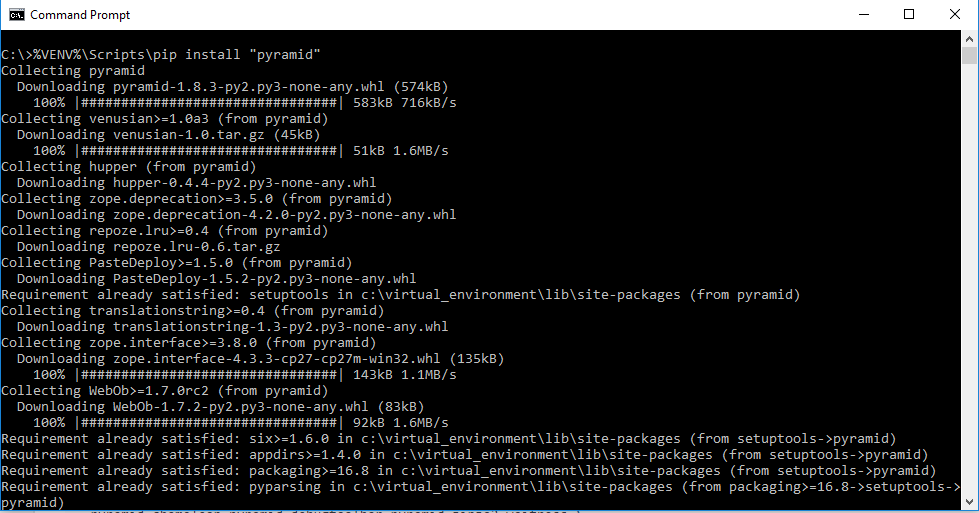 Command Prompt
C:\>%VENV%\Scripts\pip install "pyramid"
Collecting pyramid
  Downloading pyramid-1.8.3-py2.py3-none-any.whl (574kB)
    100% |################################| 583kB 716kB/s
Collecting venusian>=1.0a3 (from pyramid)
  Downloading venusian-1.0.tar.gz (45kB)
    100% |################################| 51kB 1.6MB/s
Collecting hupper (from pyramid)
  Downloading hupper-0.4.4-py2.py3-none-any.whl
Collecting zope.deprecation>=3.5.0 (from pyramid)
  Downloading zope.deprecation-4.2.0-py2.py3-none-any.whl
Collecting repoze.lru>=0.4 (from pyramid)
  Downloading repoze.lru-0.6.tar.gz
Collecting PasteDeploy>=1.5.0 (from pyramid)
  Downloading PasteDeploy-1.5.2-py2.py3-none-any.whl
Requirement already satisfied: setuptools in c:\virtual_environment\lib\site-packages (from pyramid)
Collecting translationstring>=0.4 (from pyramid)
  Downloading translationstring-1.3-py2.py3-none-any.whl
Collecting zope.interface>=3.8.0 (from pyramid)
  Downloading zope.interface-4.3.3-cp27-cp27m-win32.whl (135kB)
    100% |################################| 143kB 1.1MB/s
Collecting WebOb>=1.7.0rc2 (from pyramid)
  Downloading WebOb-1.7.2-py2.py3-none-any.whl (83kB)
    100% |################################| 92kB 1.6MB/s
Requirement already satisfied: six>=1.6.0 in c:\virtual_environment\lib\site-packages (from setuptools->pyramid)
Requirement already satisfied: appdirs>=1.4.0 in c:\virtual_environment\lib\site-packages (from setuptools->pyramid)
Requirement already satisfied: packaging>=16.8 in c:\virtual_environment\lib\site-packages (from setuptools->pyramid)
Requirement already satisfied: pyparsing in c:\virtual_environment\lib\site-packages (from packaging>=16.8->setuptools->
pyramid)